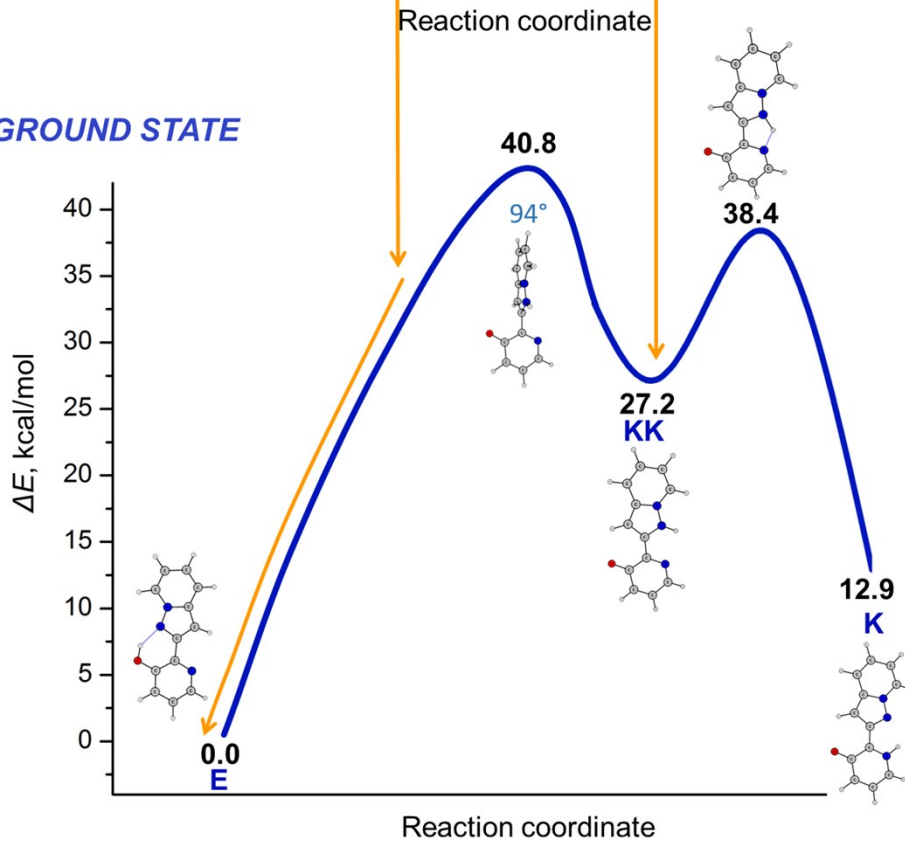 Reaction coordinate
GROUND STATE
40.8
94°
38.4
40
35
30
25
20
15
10
5
0
ΔE, kcal/mol
27.2
KK
12.9
K
0.0
E
Reaction coordinate